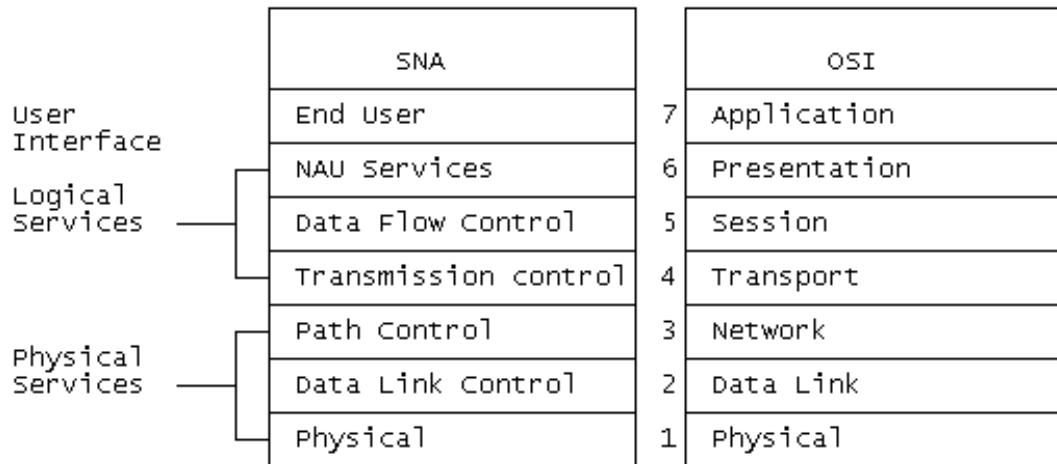 SNA OSI
User
Interface
End User 7 Application
NAU Services 6 Presentation
Logical
Services
Data Flow Control 5 Session
Transmission control 4 Transport
Path Control 3 Network
Physical
Services
Data Link Control 2 Data Link
Physical 1 Physical